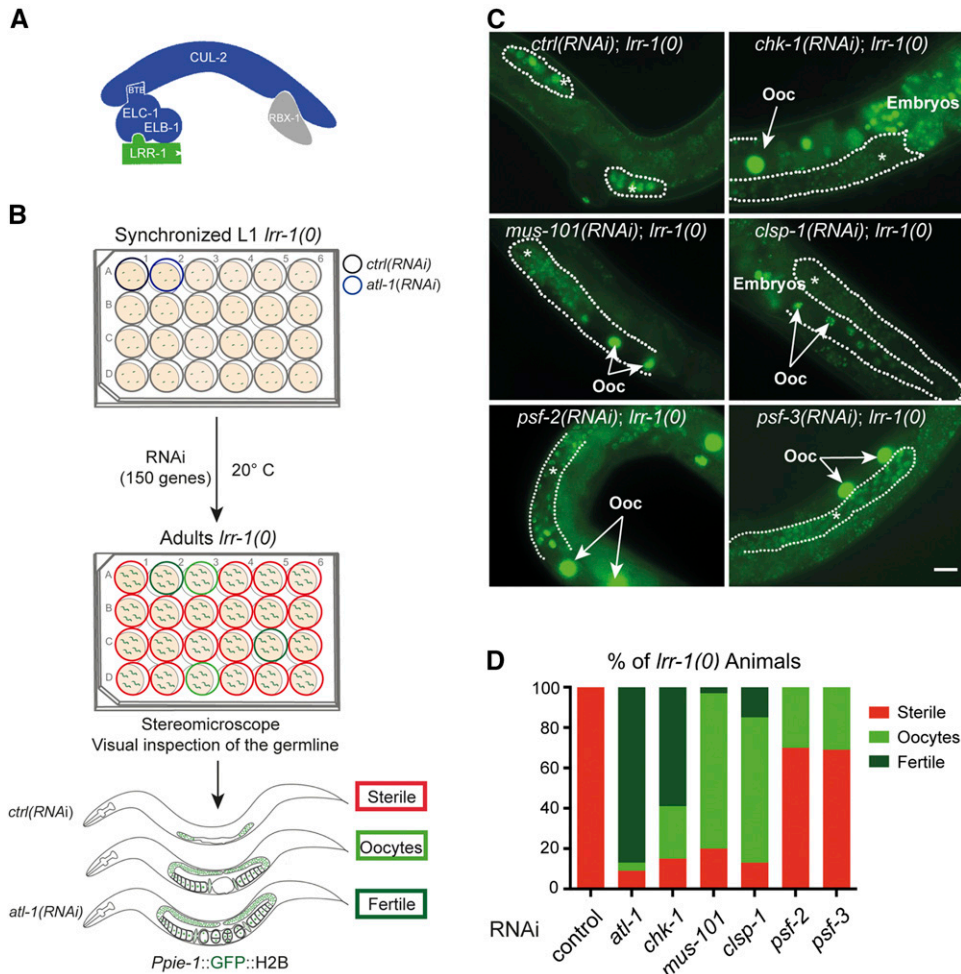 A
CUL-2
BTB
ELC-1
ELB-1
RBX-1
LRR-1
B
Synchronized L1 lrr-1(0)
1 2 3 4 5 6
A
B
C
D
ctrl(RNAi)
atl-1(RNAi)
RNAi
(150 genes)
20° C
Adults lrr-1(0)
1 2 3 4 5 6
A
B
C
D
Stereomicroscope
Visual inspection of the germline
ctrl(RNAi)
Sterile
Oocytes
atl-1(RNAi)
Fertile
Ppie-1::GFP::H2B
C
ctrl(RNAi); lrr-1(0)
*
*
chk-1(RNAi); lrr-1(0)
Ooc
Embryos
*
mus-101(RNAi); lrr-1(0)
*
Ooc
clsp-1(RNAi); lrr-1(0)
Embryos
*
Ooc
psf-2(RNAi); lrr-1(0)
*
Ooc
psf-3(RNAi); lrr-1(0)
Ooc
*
D
% of lrr-1(0) Animals
100
80
60
40
20
0
Sterile
Oocytes
Fertile
RNAi
control
atl-1
chk-1
mus-101
clsp-1
psf-2
psf-3